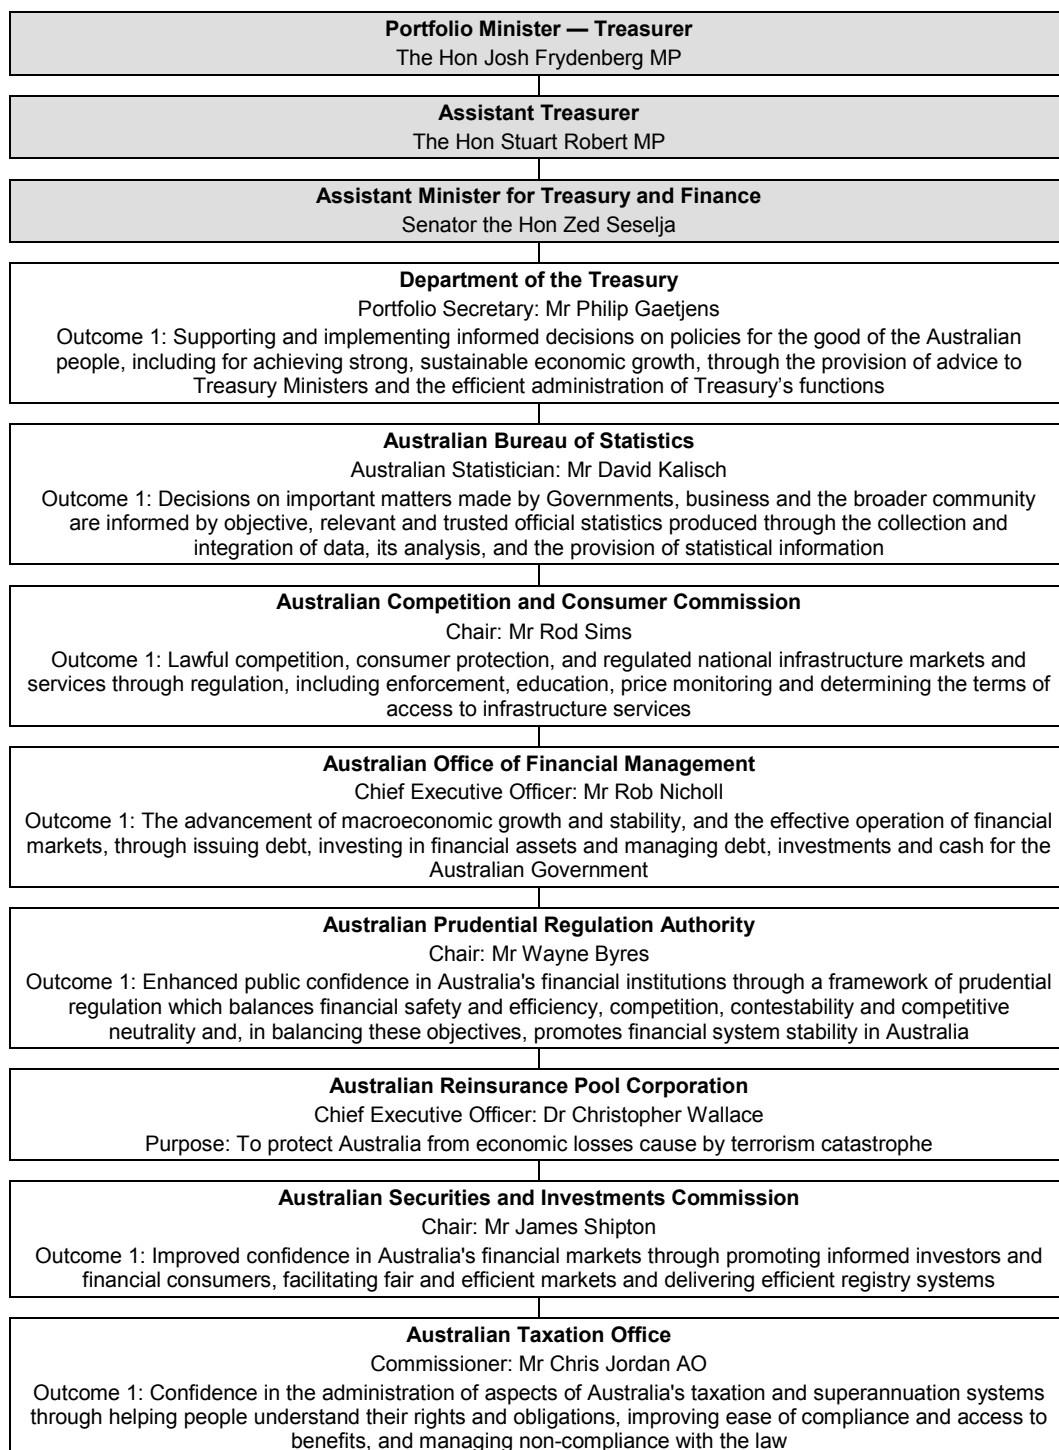 Portfolio Minister — Treasurer
The Hon Josh Frydenberg MP
Assistant Treasurer
The Hon Stuart Robert MP
Assistant Minister for Treasury and Finance
Senator the Hon Zed Seselja
Department of the Treasury
Portfolio Secretary: Mr Philip Gaetjens
Outcome 1: Supporting and implementing informed decisions on policies for the good of the Australian
people, including for achieving strong, sustainable economic growth, through the provision of advice to
Treasury Ministers and the efficient administration of Treasury’s functions
Australian Bureau of Statistics
Australian Statistician: Mr David Kalisch
Outcome 1: Decisions on important matters made by Governments, business and the broader community
are informed by objective, relevant and trusted official statistics produced through the collection and
integration of data, its analysis, and the provision of statistical information
Australian Competition and Consumer Commission
Chair: Mr Rod Sims
Outcome 1: Lawful competition, consumer protection, and regulated national infrastructure markets and
services through regulation, including enforcement, education, price monitoring and determining the terms of
access to infrastructure services
Australian Office of Financial Management
Chief Executive Officer: Mr Rob Nicholl
Outcome 1: The advancement of macroeconomic growth and stability, and the effective operation of financial
markets, through issuing debt, investing in financial assets and managing debt, investments and cash for the
Australian Government
Australian Prudential Regulation Authority
Chair: Mr Wayne Byres
Outcome 1: Enhanced public confidence in Australia's financial institutions through a framework of prudential
regulation which balances financial safety and efficiency, competition, contestability and competitive
neutrality and, in balancing these objectives, promotes financial system stability in Australia
Australian Reinsurance Pool Corporation
Chief Executive Officer: Dr Christopher Wallace
Purpose: To protect Australia from economic losses cause by terrorism catastrophe
Australian Securities and Investments Commission
Chair: Mr James Shipton
Outcome 1: Improved confidence in Australia's financial markets through promoting informed investors and
financial consumers, facilitating fair and efficient markets and delivering efficient registry systems
Australian Taxation Office
Commissioner: Mr Chris Jordan AO
Outcome 1: Confidence in the administration of aspects of Australia's taxation and superannuation systems
through helping people understand their rights and obligations, improving ease of compliance and access to
benefits, and managing non-compliance with the law